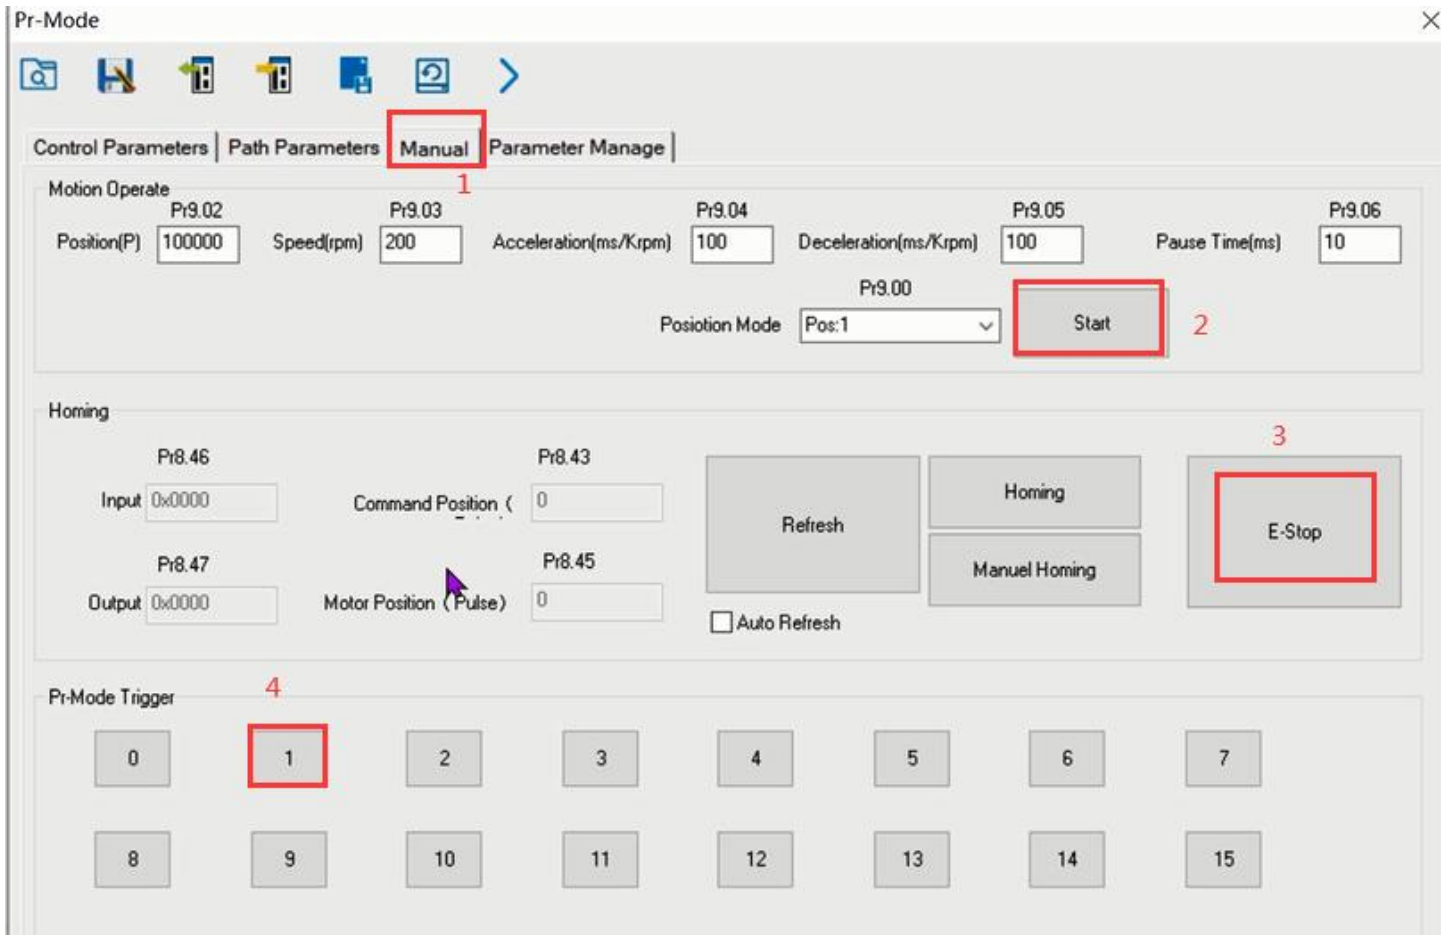 Pr-Mode
Control Parameters Path Parameters Manual Parameter Manage
1
Motion Operate
Pr9.02 Pr9.03 Pr9.04 Pr9.05 Pr9.06
Position(P) 100000 Speed(rpm) 200 Acceleration(ms/Krpm) 100 Deceleration(ms/Krpm) 100 Pause Time(ms) 10
Pr9.00
Posiotion Mode Pos:1 Start 2
Homing
3
Pr8.46 Pr8.43
Input 0x0000 Command Position ( 0 Refresh Homing E-Stop
Pr8.47 Pr8.45 Manuel Homing
Output 0x0000 Motor Position (Pulse) 0
Auto Refresh
Pr-Mode Trigger 4
0 1 2 3 4 5 6 7
8 9 10 11 12 13 14 15